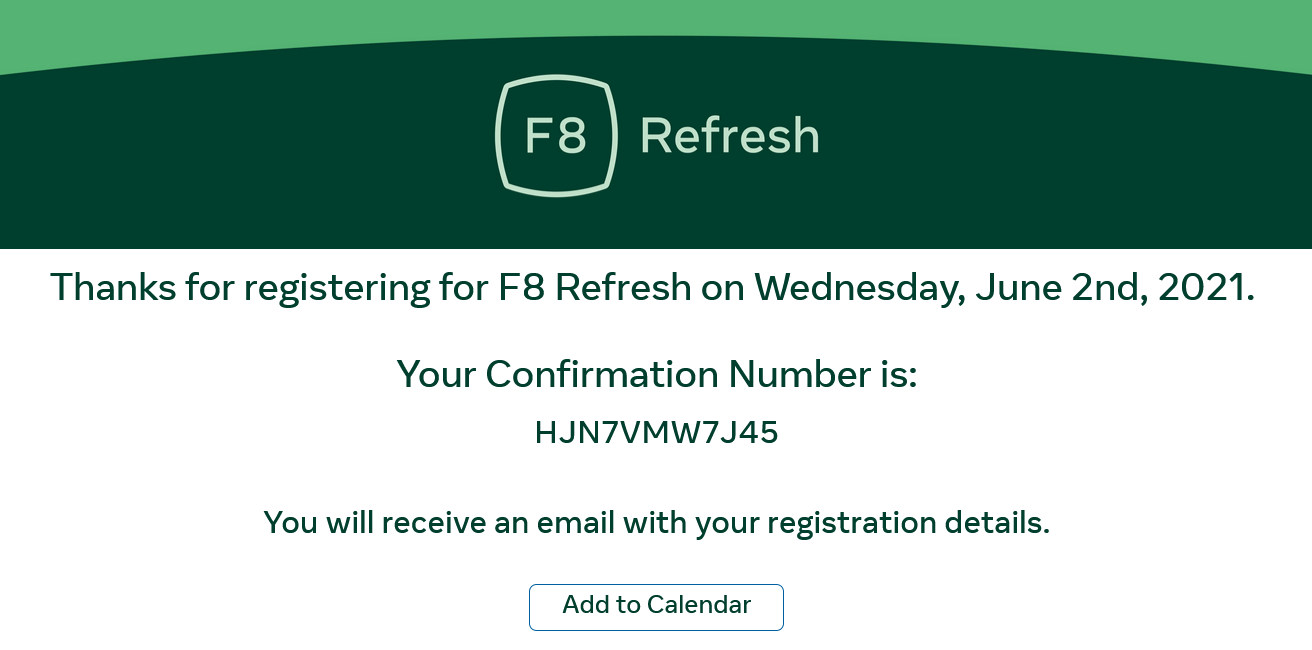 F8 Refresh
Thanks for registering for F8 Refresh on Wednesday, June 2nd, 2021.
Your Confirmation Number is:
HJN7VMW7J45
You will receive an email with your registration details.
Add to Calendar